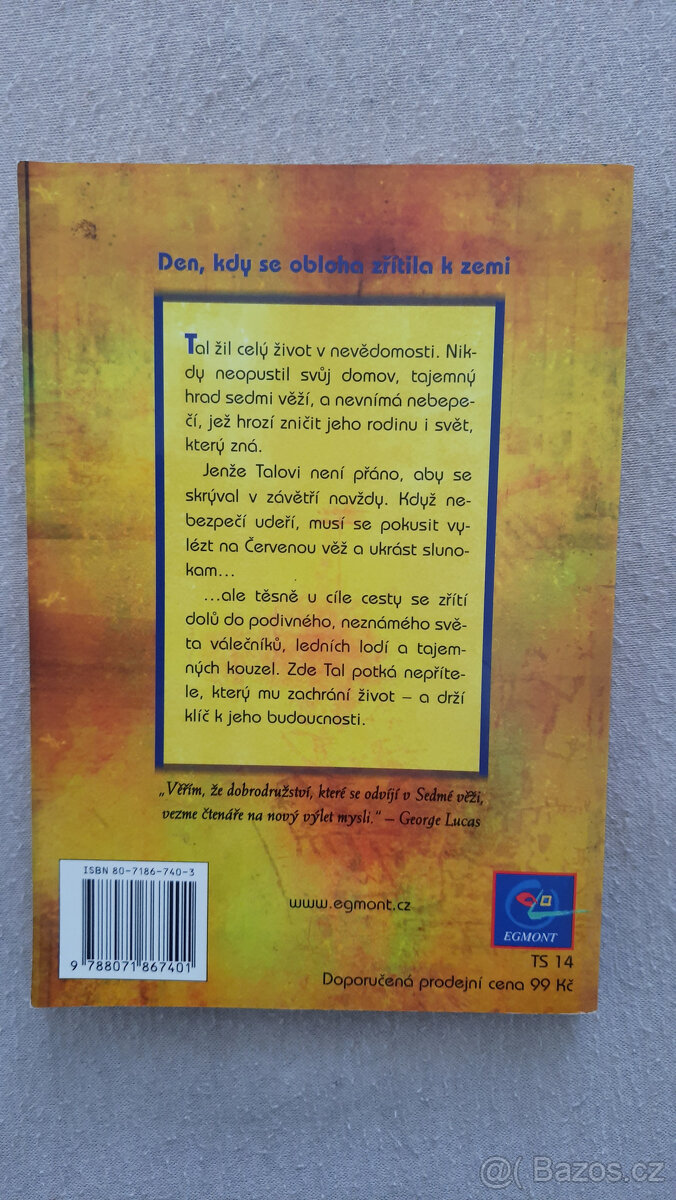 Den, kdy se obloha zřítila k zemi
Tal žil celý život v nevědomosti. Nik-
dy neopustil svůj domov, tajemný
hrad sedmi věží, a nevnímá nebepe-
čí, jež hrozí zničit jeho rodinu i svět,
který zná.
Jenže Talovi není přáno, aby se
skrýval v závětří navždy. Když ne-
bezpečí udeří, musí se pokusit vy-
lézt na Červenou věž a ukrást sluno-
kam...
...ale těsně u cíle cesty se zřítí
dolů do podivného, neznámého svě-
ta válečníků, ledních lodí a tajem-
ných kouzel. Zde Tal potká nepříte-
le, který mu zachrání život – a drží
klíč k jeho budoucnosti.
„Věřím, že dobrodružství, které se odvíjí v Sedmé věži,
vezme čtenáře na nový výlet mysli.“ – George Lucas
ISBN 80-7186-740-3
9 788071 867401
www.egmont.cz
EGMONT
TS 14
Doporučená prodejní cena 99 Kč
@( Bazos.cz